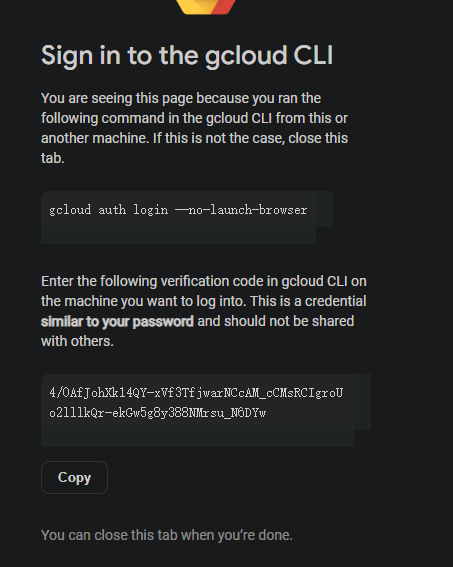 Sign in to the gcloud CLI
You are seeing this page because you ran the
following command in the gcloud CLI from this or
another machine. If this is not the case, close this
tab.
gcloud auth login --no-launch-browser
Enter the following verification code in gcloud CLI on
the machine you want to log into. This is a credential
similar to your password and should not be shared
with others.
4/0AfJohXk14QY-xVf3TfjwarNCcAM_cCMsRCIgroU
o2lllkQr-ekGw5g8y388NMrsu_N6DYw
Copy
You can close this tab when you’re done.